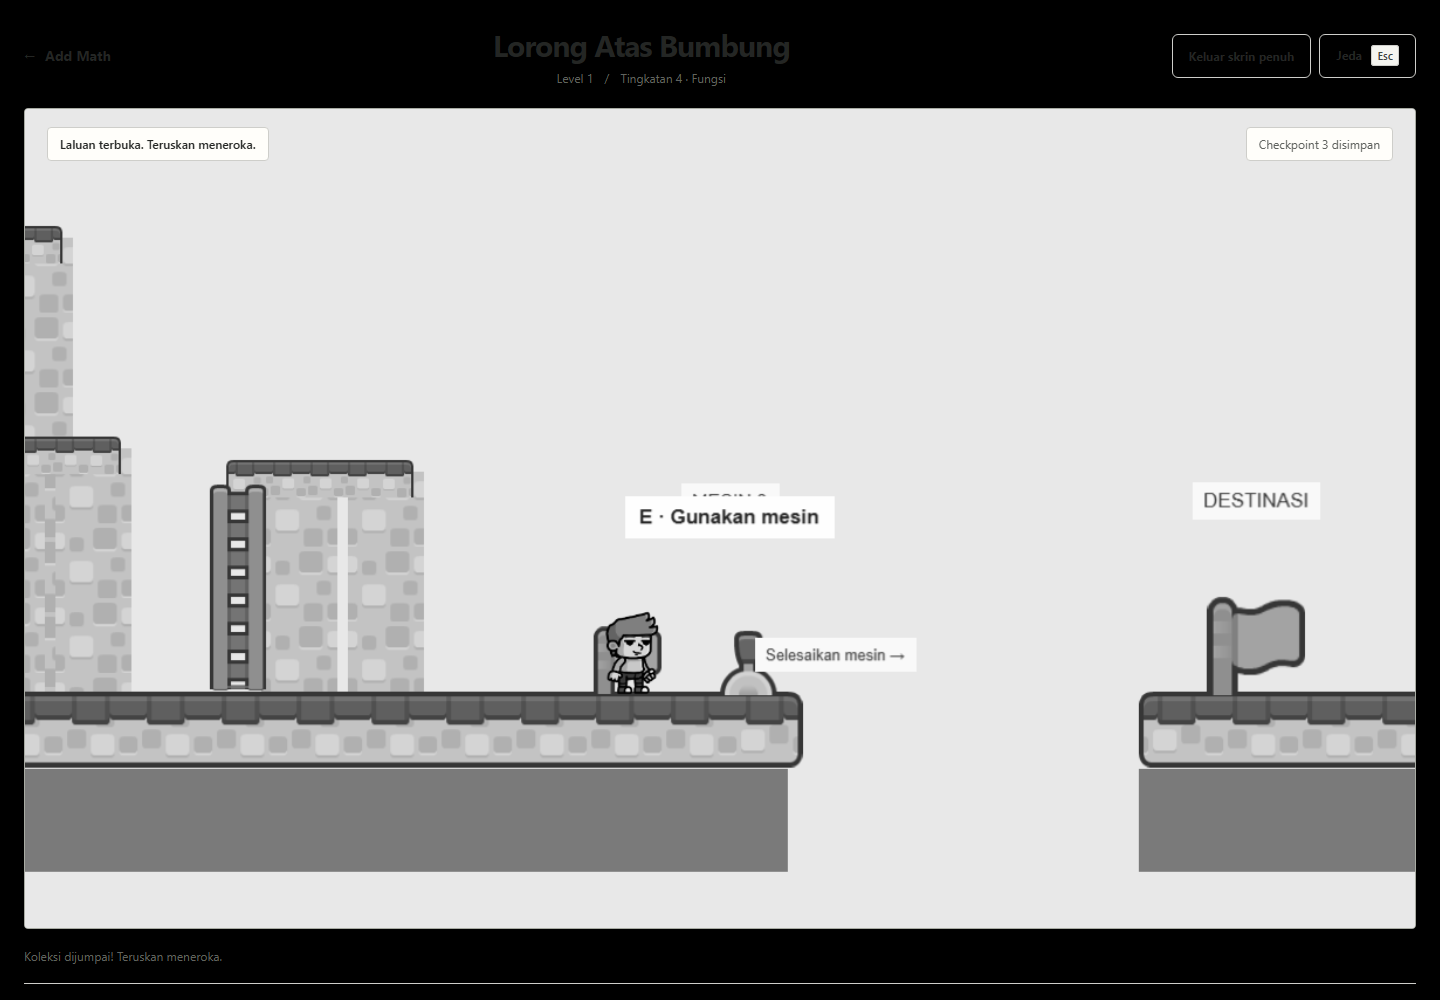 ← Add Math
Lorong Atas Bumbung
Level 1 / Tingkatan 4 · Fungsi
Keluar skrin penuh
Jeda Esc
Laluan terbuka. Teruskan meneroka.
Checkpoint 3 disimpan
E · Gunakan mesin
DESTINASI
Selesaikan mesin →
Koleksi dijumpai! Teruskan meneroka.